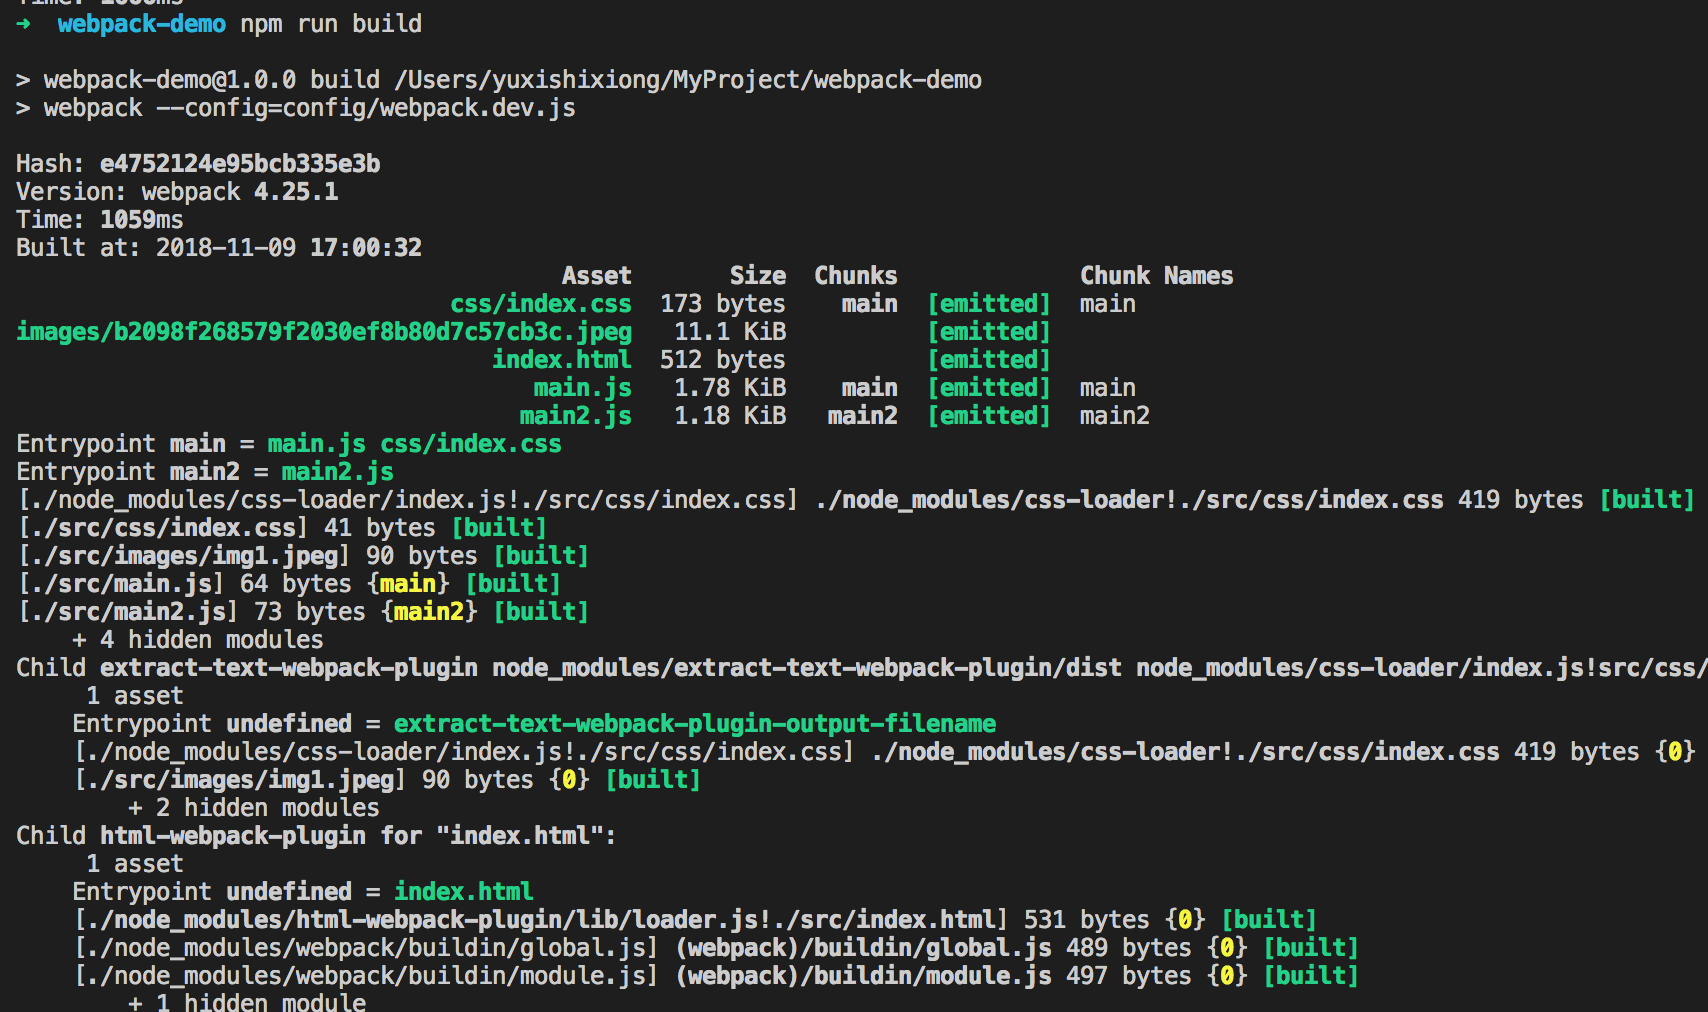 Time: 1060ms
➜  webpack-demo npm run build
> webpack-demo@1.0.0 build /Users/yuxishixiong/MyProject/webpack-demo
> webpack --config=config/webpack.dev.js
Hash: e4752124e95bcb335e3b
Version: webpack 4.25.1
Time: 1059ms
Built at: 2018-11-09 17:00:32
Asset Size Chunks Chunk Names
css/index.css 173 bytes main [emitted] main
images/b2098f268579f2030ef8b80d7c57cb3c.jpeg 11.1 KiB [emitted]
index.html 512 bytes [emitted]
main.js 1.78 KiB main [emitted] main
main2.js 1.18 KiB main2 [emitted] main2
Entrypoint main = main.js css/index.css
Entrypoint main2 = main2.js
[./node_modules/css-loader/index.js!./src/css/index.css] ./node_modules/css-loader!./src/css/index.css 419 bytes [built]
[./src/css/index.css] 41 bytes [built]
[./src/images/img1.jpeg] 90 bytes [built]
[./src/main.js] 64 bytes {main} [built]
[./src/main2.js] 73 bytes {main2} [built]
+ 4 hidden modules
Child extract-text-webpack-plugin node_modules/extract-text-webpack-plugin/dist node_modules/css-loader/index.js!src/css/
1 asset
Entrypoint undefined = extract-text-webpack-plugin-output-filename
[./node_modules/css-loader/index.js!./src/css/index.css] ./node_modules/css-loader!./src/css/index.css 419 bytes {0}
[./src/images/img1.jpeg] 90 bytes {0} [built]
+ 2 hidden modules
Child html-webpack-plugin for "index.html":
1 asset
Entrypoint undefined = index.html
[./node_modules/html-webpack-plugin/lib/loader.js!./src/index.html] 531 bytes {0} [built]
[./node_modules/webpack/buildin/global.js] (webpack)/buildin/global.js 489 bytes {0} [built]
[./node_modules/webpack/buildin/module.js] (webpack)/buildin/module.js 497 bytes {0} [built]
+ 1 hidden module